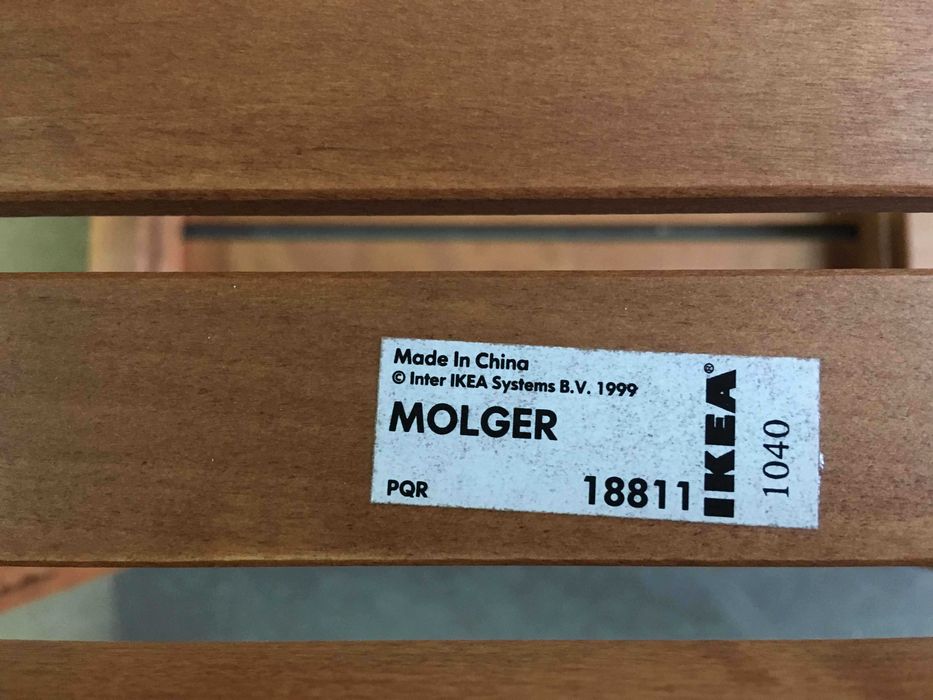 Made In China
© Inter IKEA Systems B.V. 1999
MOLGER
PQR
18811
IKEA®
1040